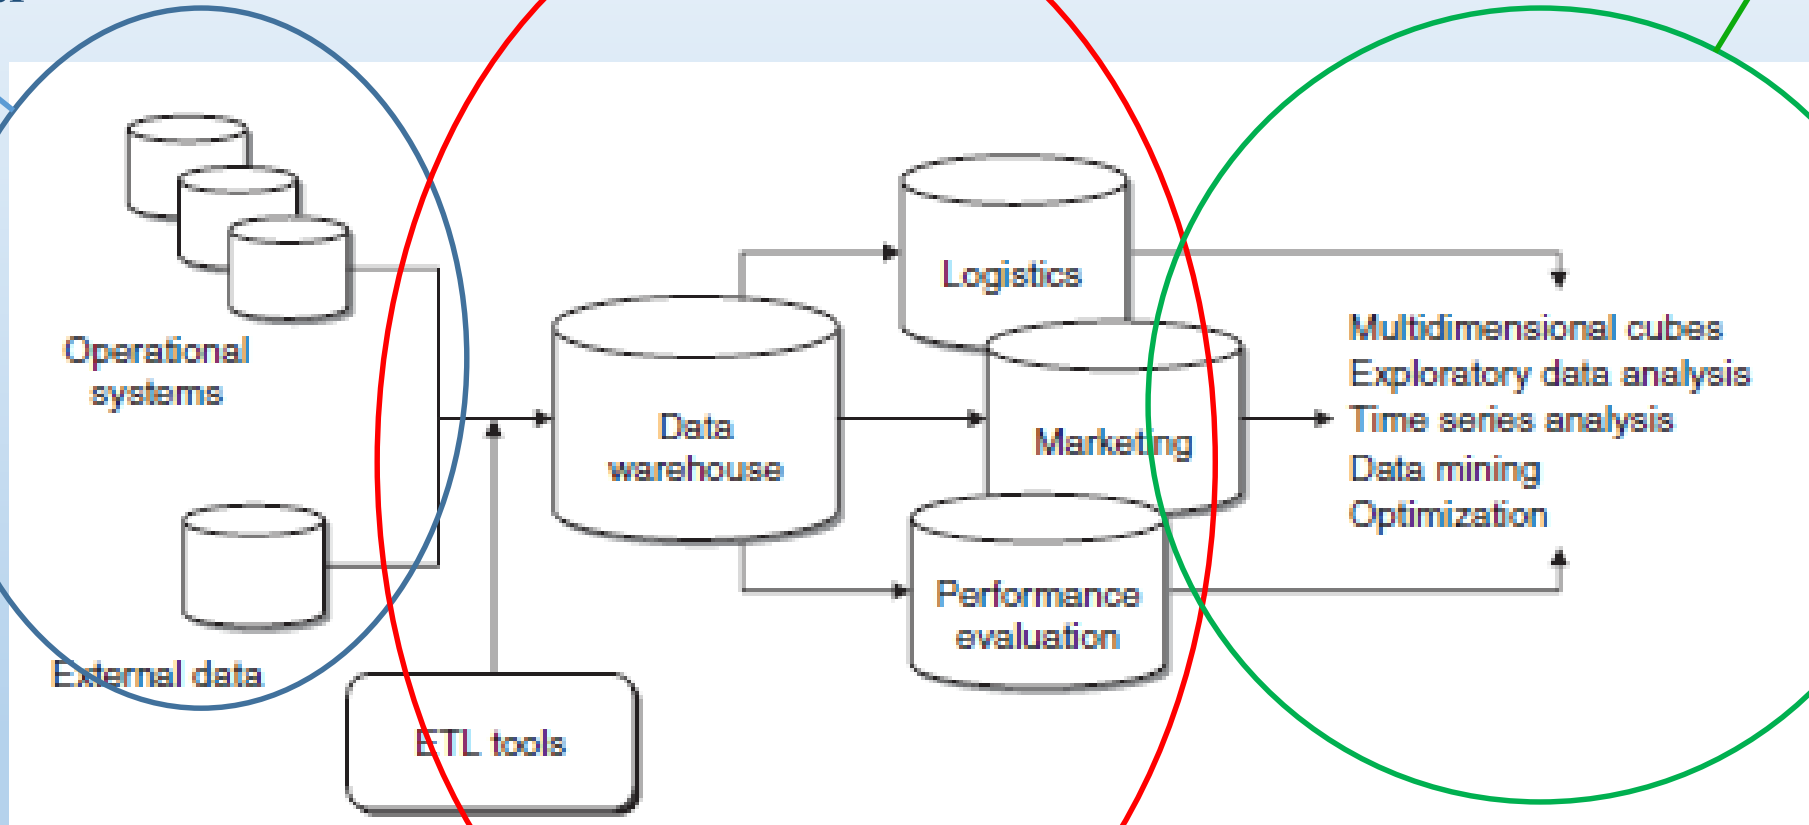 Operational
systems
External data
ETL tools
Data
warehouse
Logistics
Marketing
Performance
evaluation
Multidimensional cubes
Exploratory data analysis
Time series analysis
Data mining
Optimization